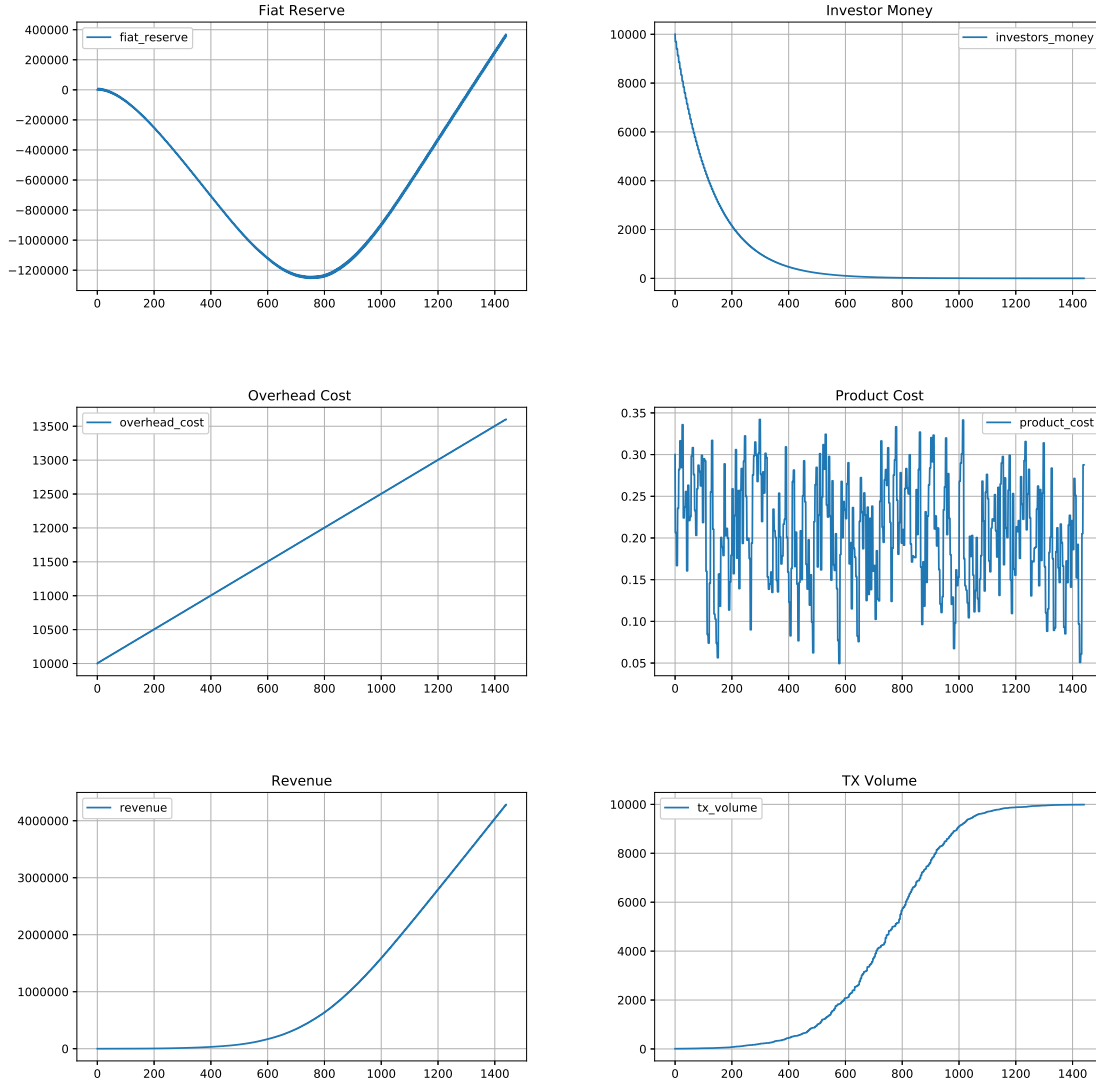 Fiat Reserve
fiat_reserve
400000
200000
0
−200000
−400000
−600000
−800000
−1000000
−1200000
0 200 400 600 800 1000 1200 1400
Investor Money
investors_money
10000
8000
6000
4000
2000
0
0 200 400 600 800 1000 1200 1400
Overhead Cost
overhead_cost
13500
13000
12500
12000
11500
11000
10500
10000
0 200 400 600 800 1000 1200 1400
Product Cost
product_cost
0.35
0.30
0.25
0.20
0.15
0.10
0.05
0 200 400 600 800 1000 1200 1400
Revenue
revenue
4000000
3000000
2000000
1000000
0
0 200 400 600 800 1000 1200 1400
TX Volume
tx_volume
10000
8000
6000
4000
2000
0
0 200 400 600 800 1000 1200 1400